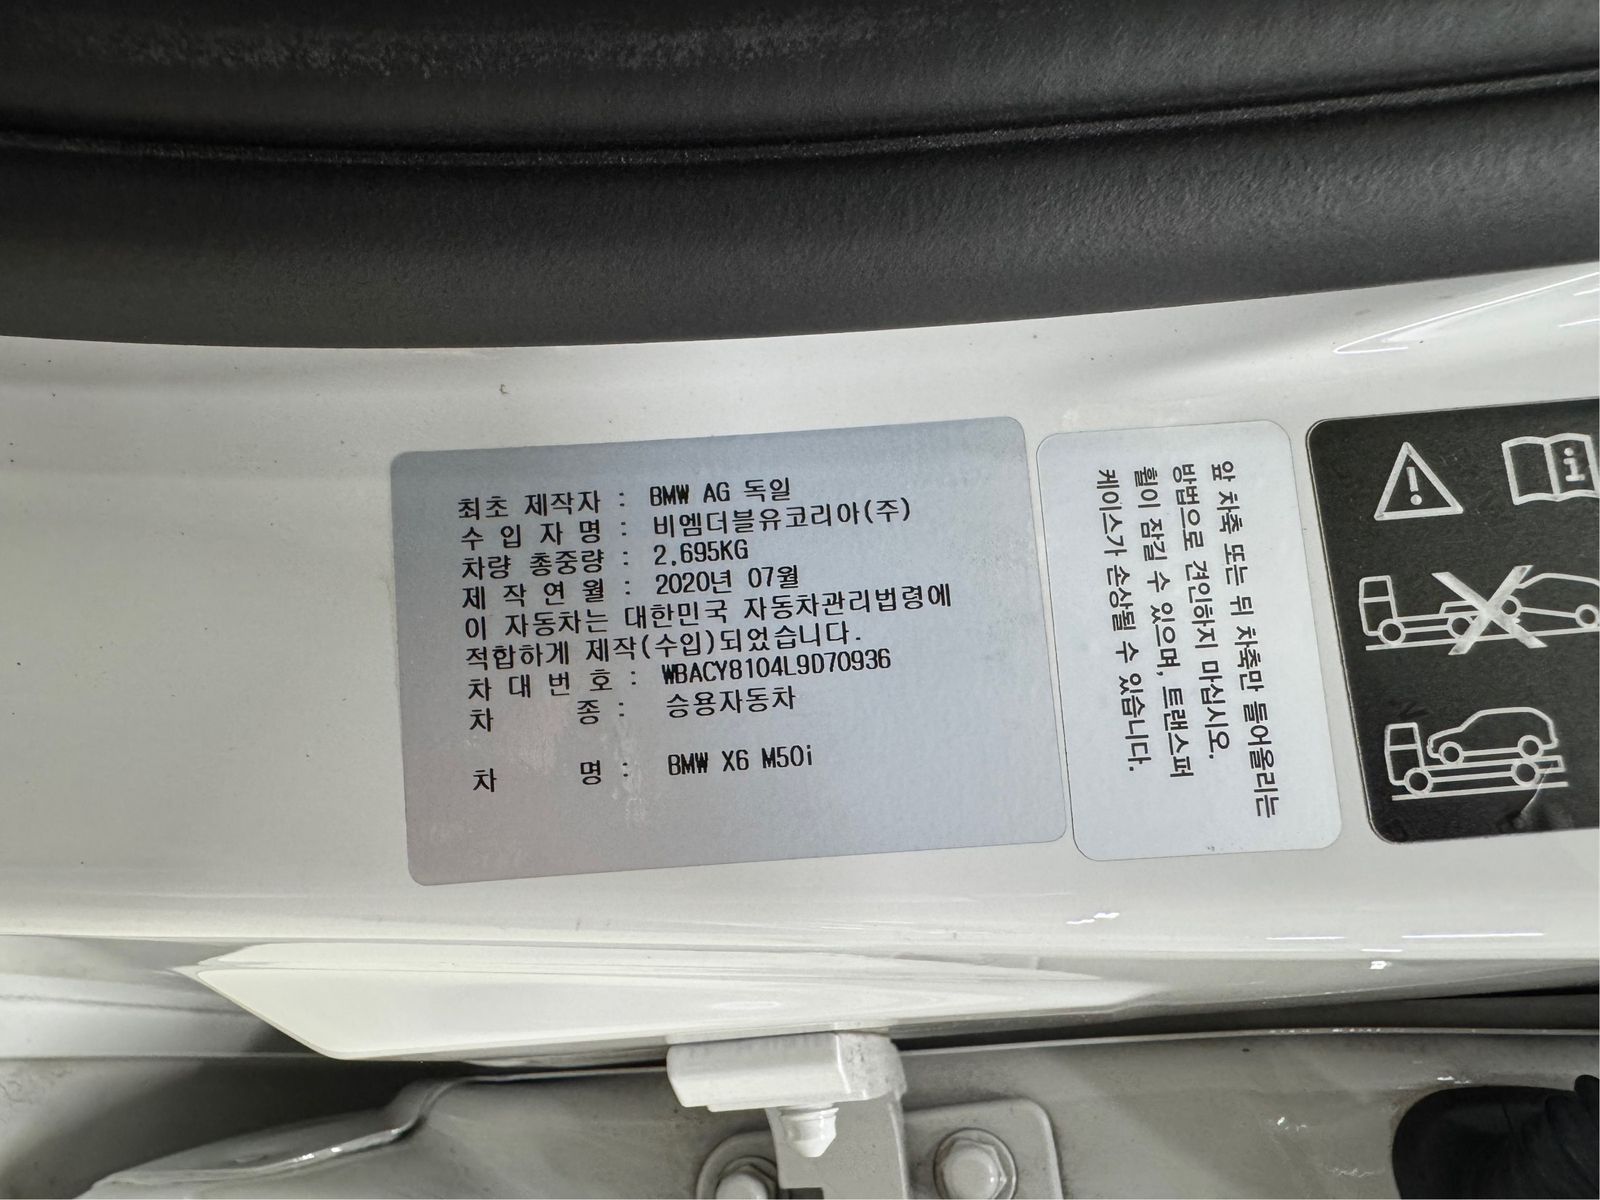 최초 제작자 : BMW AG 독일
수 입 자 명 : 비엠더블유코리아(주)
차량 총중량 : 2,695KG
제 작 연 월 : 2020년 07월
이 자동차는 대한민국 자동차관리법령에
적합하게 제작(수입)되었습니다.
차 대 번 호 : WBACY8104L9D70936
차 종 : 승용자동차
차 명 : BMW X6 M50i
앞 차축 또는 뒤 차축만 들어올리는
방법으로 견인하지 마십시오.
휠이 잠길 수 있으며, 트랜스퍼
케이스가 손상될 수 있습니다.